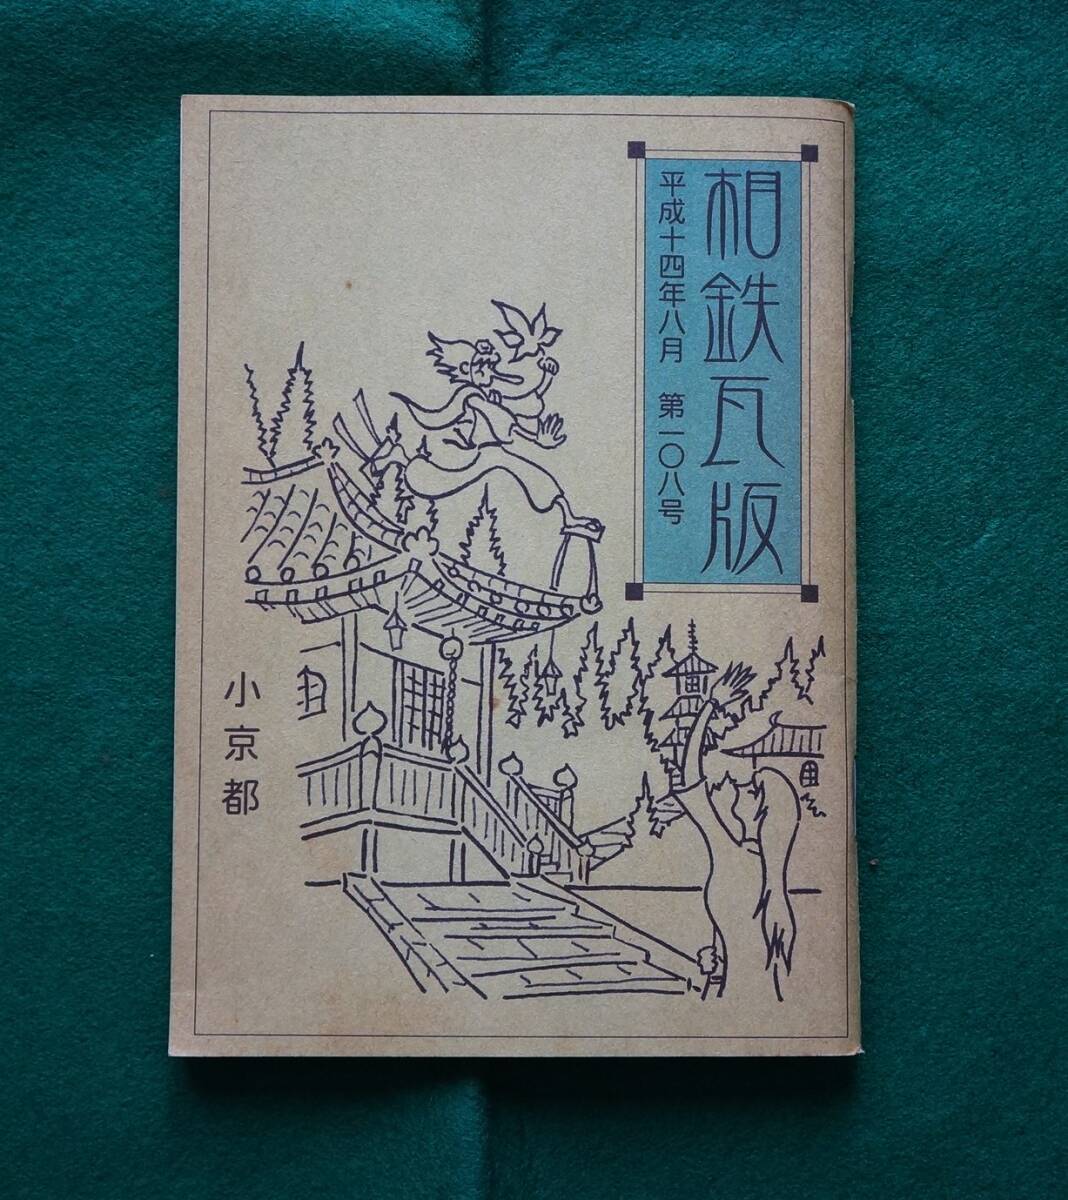 相鉄瓦版
平成十四年八月　第一〇八号
小京都